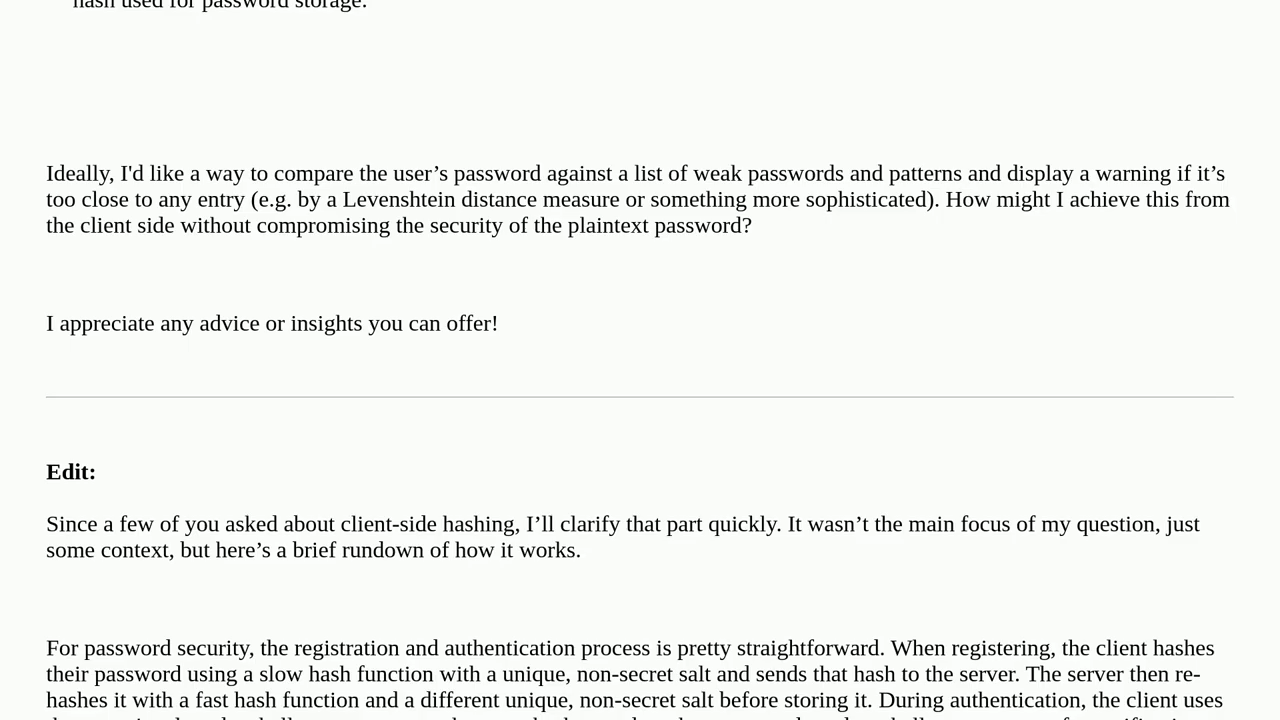 hash used for password storage.
Ideally, I'd like a way to compare the user’s password against a list of weak passwords and patterns and display a warning if it’s
too close to any entry (e.g. by a Levenshtein distance measure or something more sophisticated). How might I achieve this from
the client side without compromising the security of the plaintext password?
I appreciate any advice or insights you can offer!
Edit:
Since a few of you asked about client-side hashing, I’ll clarify that part quickly. It wasn’t the main focus of my question, just
some context, but here’s a brief rundown of how it works.
For password security, the registration and authentication process is pretty straightforward. When registering, the client hashes
their password using a slow hash function with a unique, non-secret salt and sends that hash to the server. The server then re-
hashes it with a fast hash function and a different unique, non-secret salt before storing it. During authentication, the client uses